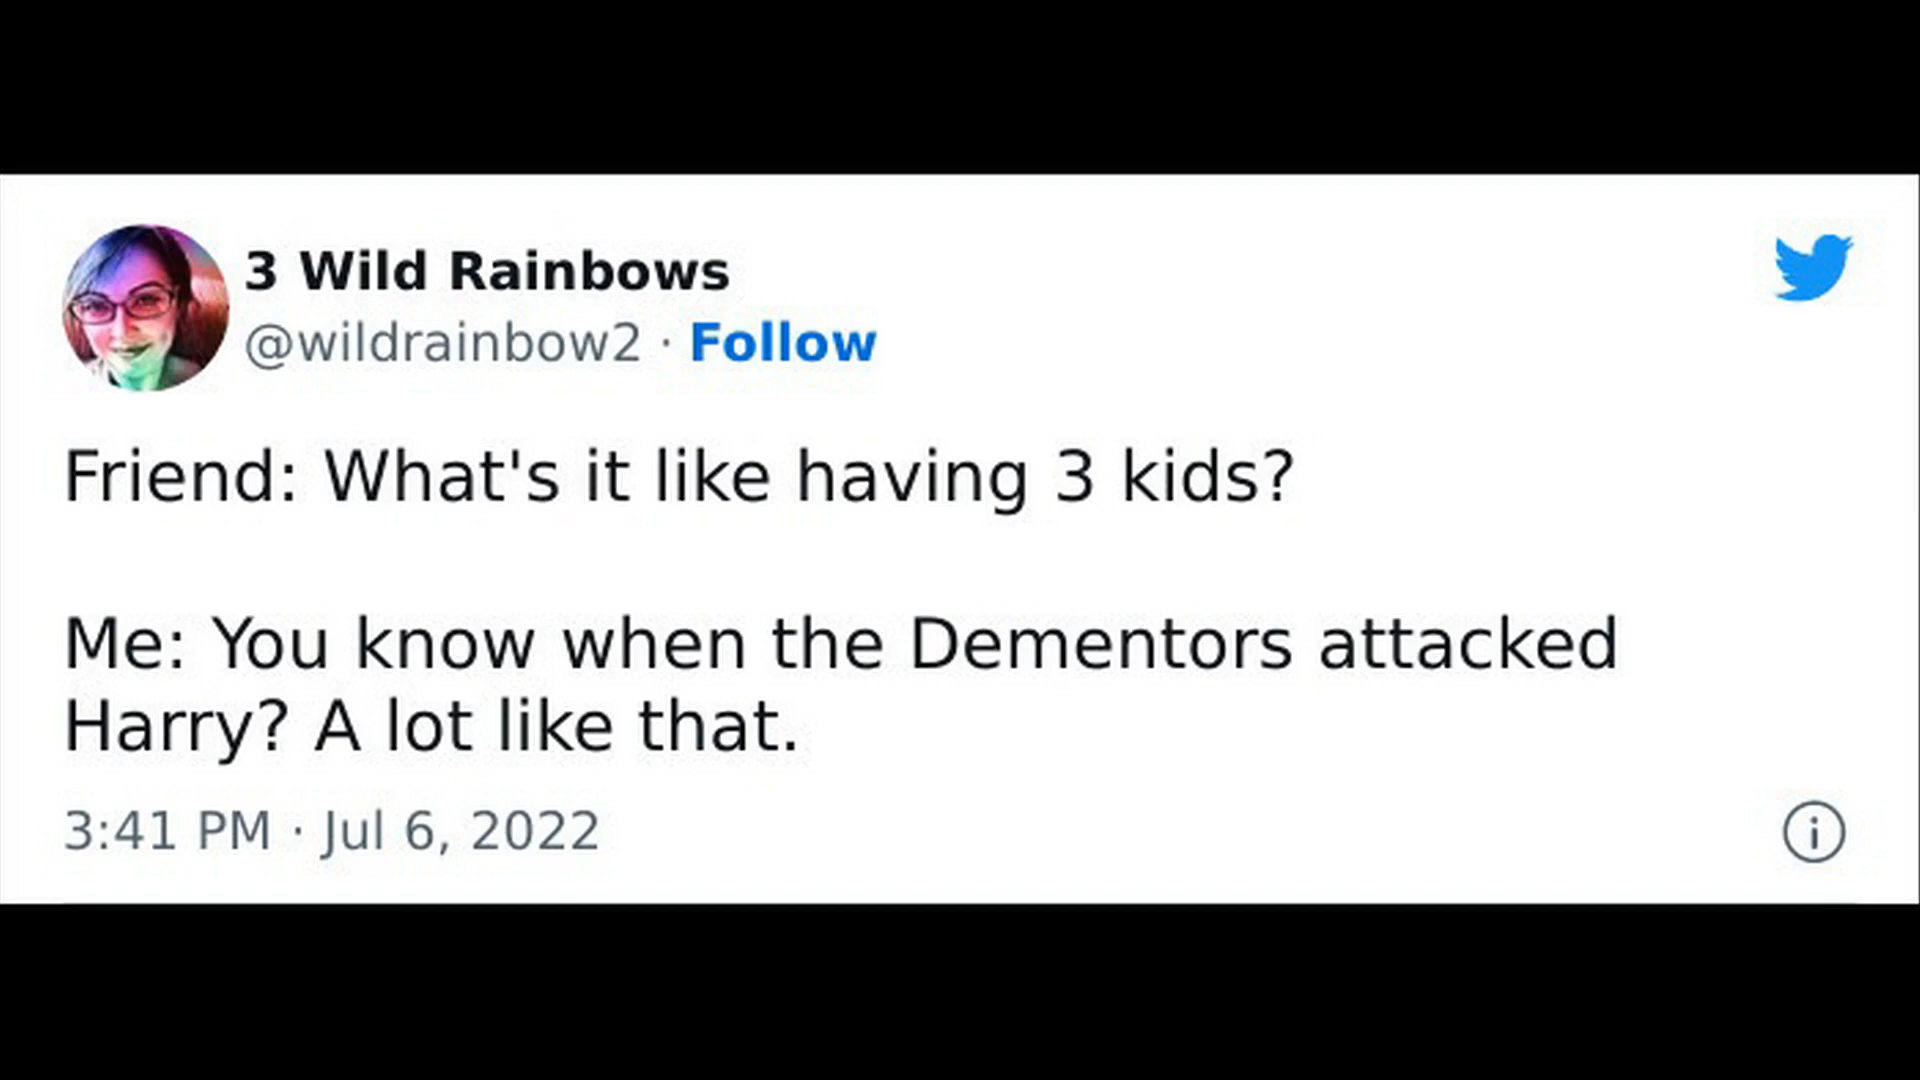 3 Wild Rainbows
@wildrainbow2 · Follow
Friend: What's it like having 3 kids?
Me: You know when the Dementors attacked
Harry? A lot like that.
3:41 PM · Jul 6, 2022